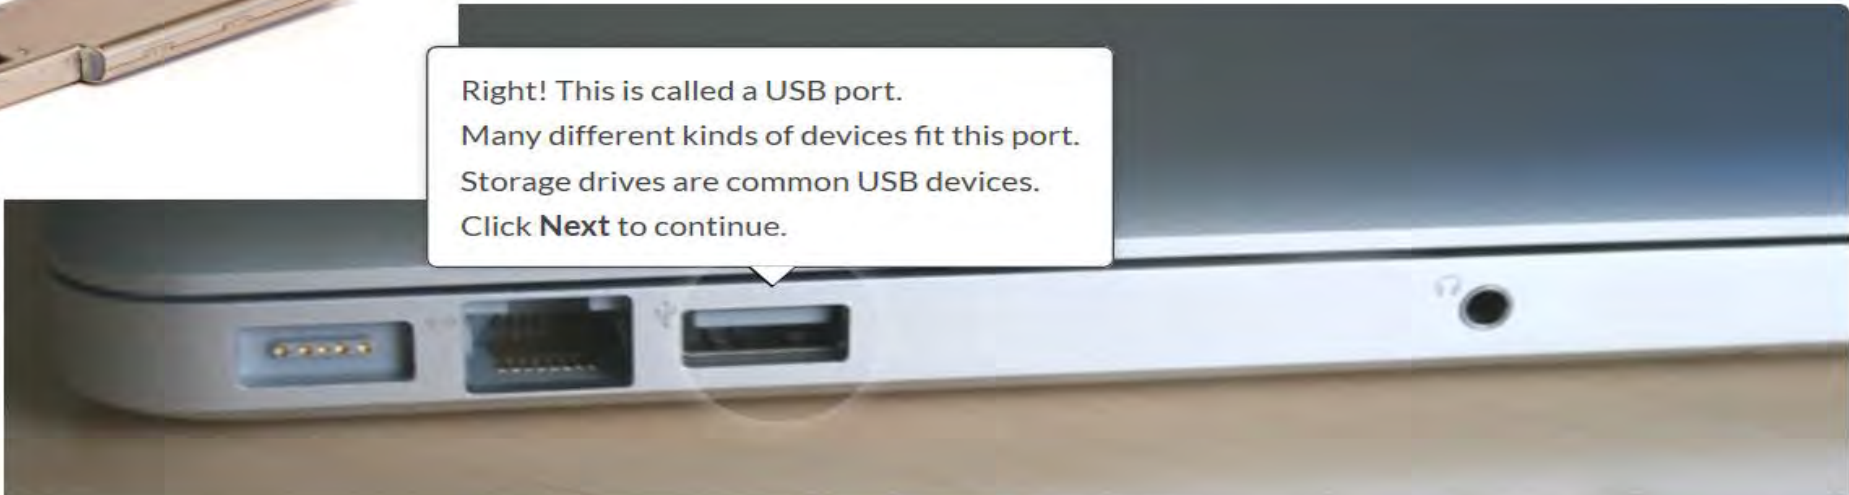 Right! This is called a USB port.
Many different kinds of devices fit this port.
Storage drives are common USB devices.
Click Next to continue.